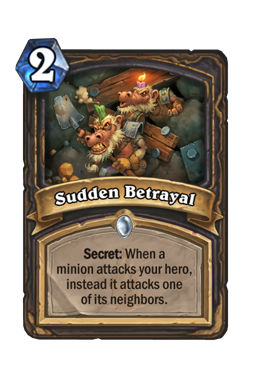 2
Sudden Betrayal
Secret: When a
minion attacks your hero,
instead it attacks one
of its neighbors.